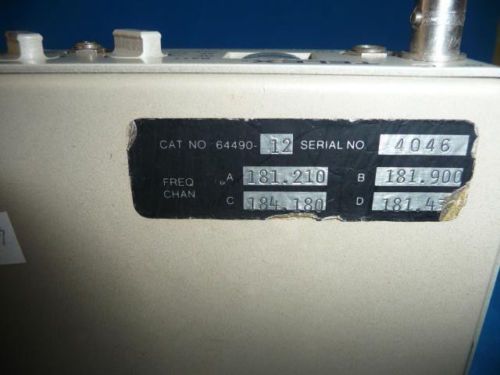 CAT NO 64490- 12 SERIAL NO. 4046
FREQ CHAN A 181.210 B 181.900
C 184.180 D